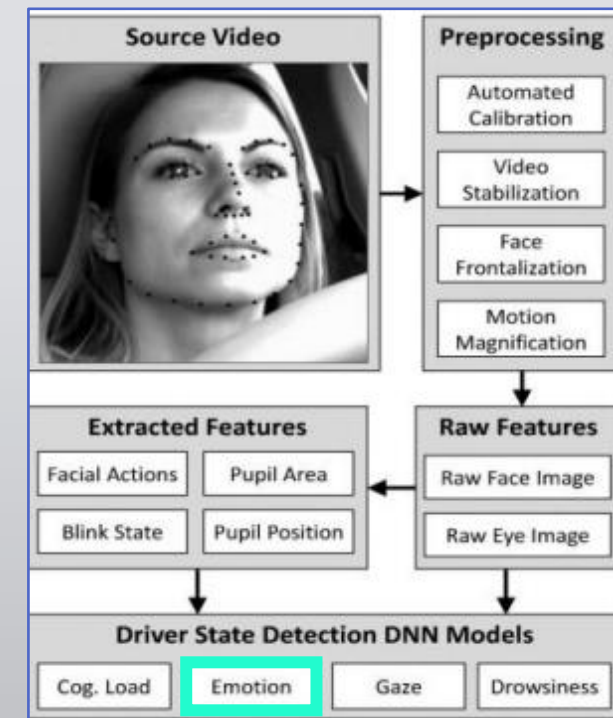 Source Video
Preprocessing
Automated
Calibration
Video
Stabilization
Face
Frontalization
Motion
Magnification
Extracted Features
Facial Actions
Pupil Area
Blink State
Pupil Position
Raw Features
Raw Face Image
Raw Eye Image
Driver State Detection DNN Models
Cog. Load
Emotion
Gaze
Drowsiness